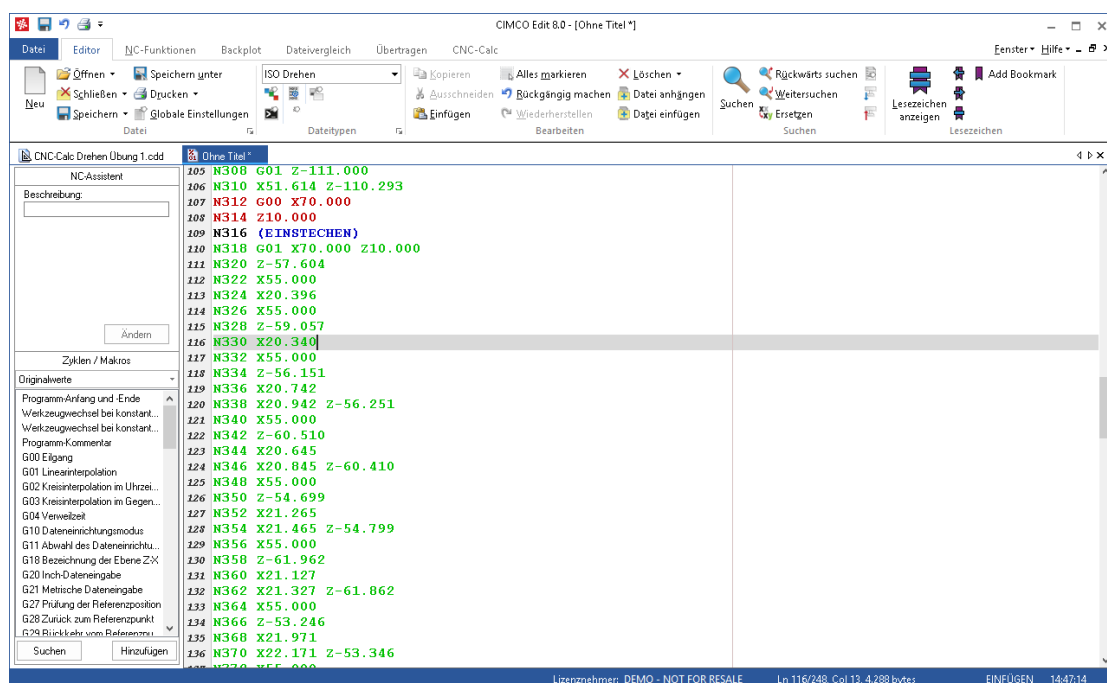 CIMCO Edit 8.0 - [Ohne Titel *]
Datei Editor NC-Funktionen Backplot Dateivergleich Übertragen CNC-Calc Fenster Hilfe
Neu
Öffnen Speichern unter
Schließen Drucken
Speichern Globale Einstellungen
Datei
ISO Drehen
Dateitypen
Kopieren Alles markieren Löschen
Ausschneiden Rückgängig machen Datei anhängen
Einfügen Wiederherstellen Datei einfügen
Bearbeiten
Suchen
Rückwärts suchen
Weitersuchen
Ersetzen
Suchen
Lesezeichen anzeigen
Add Bookmark
Lesezeichen
CNC-Calc Drehen Übung 1.cdd Ohne Titel *
NC-Assistent
Beschreibung:
Ändern
Zyklen / Makros
Originalwerte
Programm-Anfang und -Ende
Werkzeugwechsel bei konstant...
Werkzeugwechsel bei konstant...
Programm-Kommentar
G00 Eilgang
G01 Linearinterpolation
G02 Kreisinterpolation im Uhrzei...
G03 Kreisinterpolation im Gegen...
G04 Verweilzeit
G10 Dateneinrichtungsmodus
G11 Abwahl des Dateneinrichtu...
G18 Bezeichnung der Ebene Z-X
G20 Inch-Dateneingabe
G21 Metrische Dateneingabe
G27 Prüfung der Referenzposition
G28 Zurück zum Referenzpunkt
G29 Rückkehr vom Referenzpu...
Suchen Hinzufügen
105 N308 G01 Z-111.000
106 N310 X51.614 Z-110.293
107 N312 G00 X70.000
108 N314 Z10.000
109 N316 (EINSTECHEN)
110 N318 G01 X70.000 Z10.000
111 N320 Z-57.604
112 N322 X55.000
113 N324 X20.396
114 N326 X55.000
115 N328 Z-59.057
116 N330 X20.340
117 N332 X55.000
118 N334 Z-56.151
119 N336 X20.742
120 N338 X20.942 Z-56.251
121 N340 X55.000
122 N342 Z-60.510
123 N344 X20.645
124 N346 X20.845 Z-60.410
125 N348 X55.000
126 N350 Z-54.699
127 N352 X21.265
128 N354 X21.465 Z-54.799
129 N356 X55.000
130 N358 Z-61.962
131 N360 X21.127
132 N362 X21.327 Z-61.862
133 N364 X55.000
134 N366 Z-53.246
135 N368 X21.971
136 N370 X22.171 Z-53.346
Lizenznehmer: DEMO - NOT FOR RESALE Ln 116/248, Col 13, 4.288 bytes EINFÜGEN 14:47:14